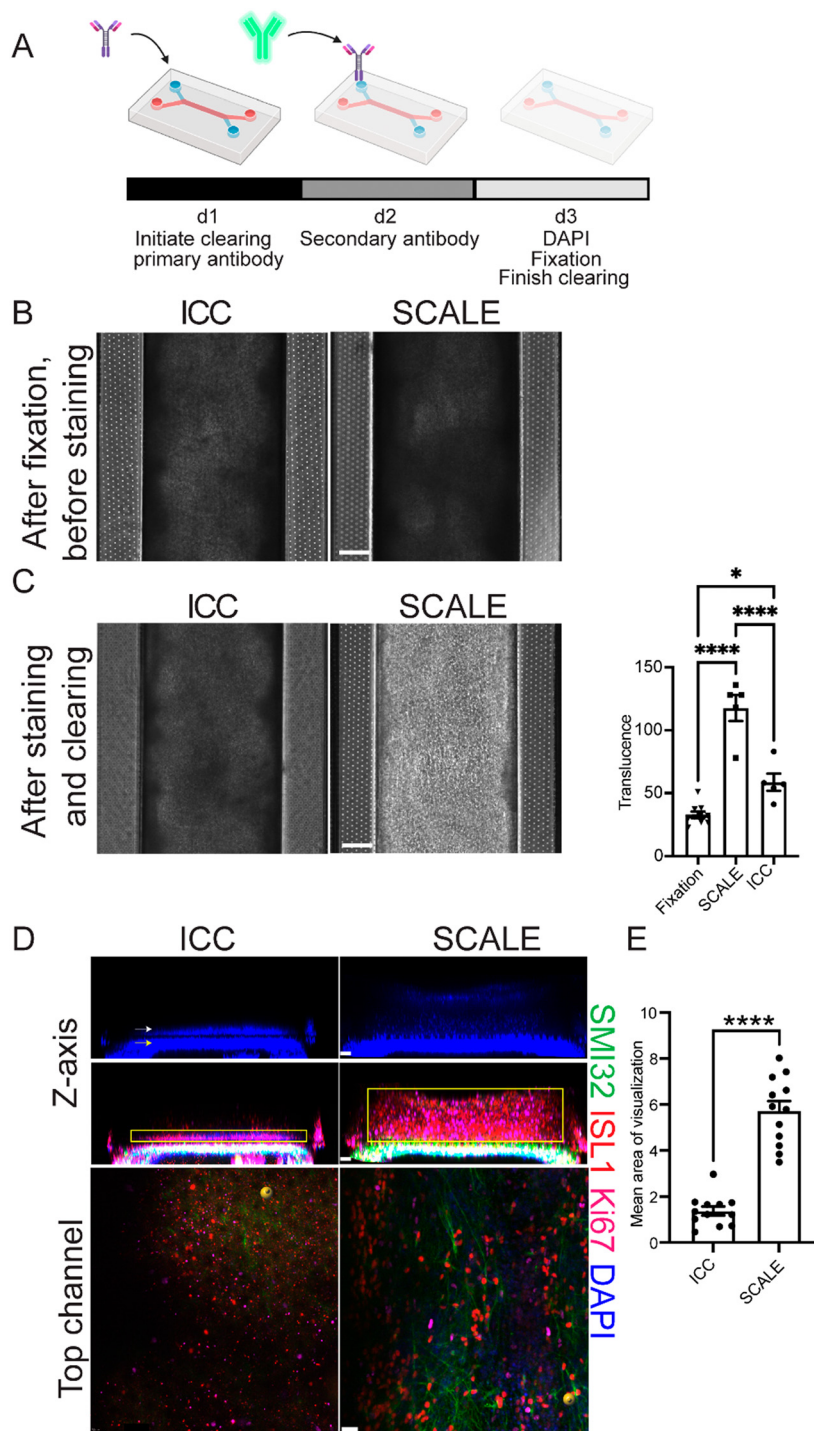 A
d1
Initiate clearing
primary antibody
d2
Secondary antibody
d3
DAPI
Fixation
Finish clearing
B
ICC
SCALE
After fixation,
before staining
C
ICC
SCALE
After staining
and clearing
*
****
****
150
100
50
0
Translucence
Fixation
SCALE
ICC
D
ICC
SCALE
Z-axis
Top channel
SMI32 ISL1 Ki67 DAPI
E
****
10
8
6
4
2
0
Mean area of visualization
ICC
SCALE